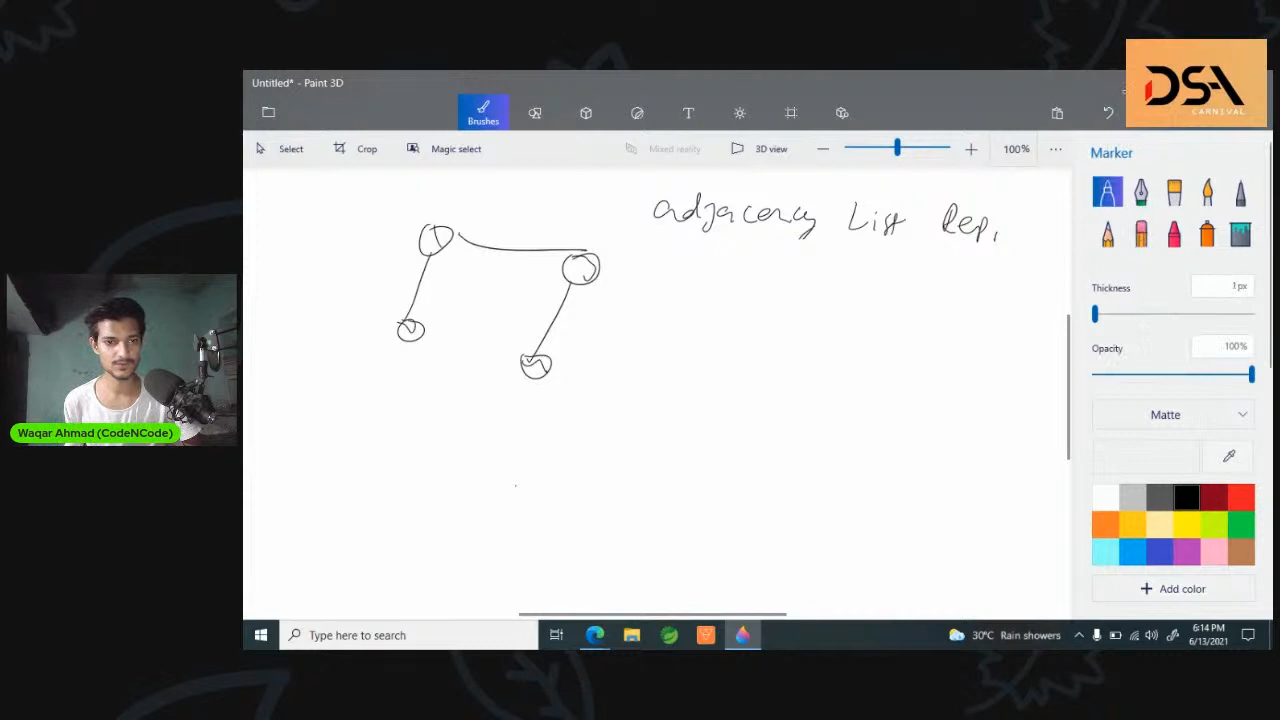 DSA
CARNIVAL
Untitled* - Paint 3D
Brushes
Select
Crop
Magic select
Mixed reality
3D view
100%
Marker
adjacency List Rep.
1
Thickness
1px
Opacity
100%
Matte
Waqar Ahmad (CodeNCode)
Add color
Type here to search
30°C Rain showers
6:14 PM
6/13/2021